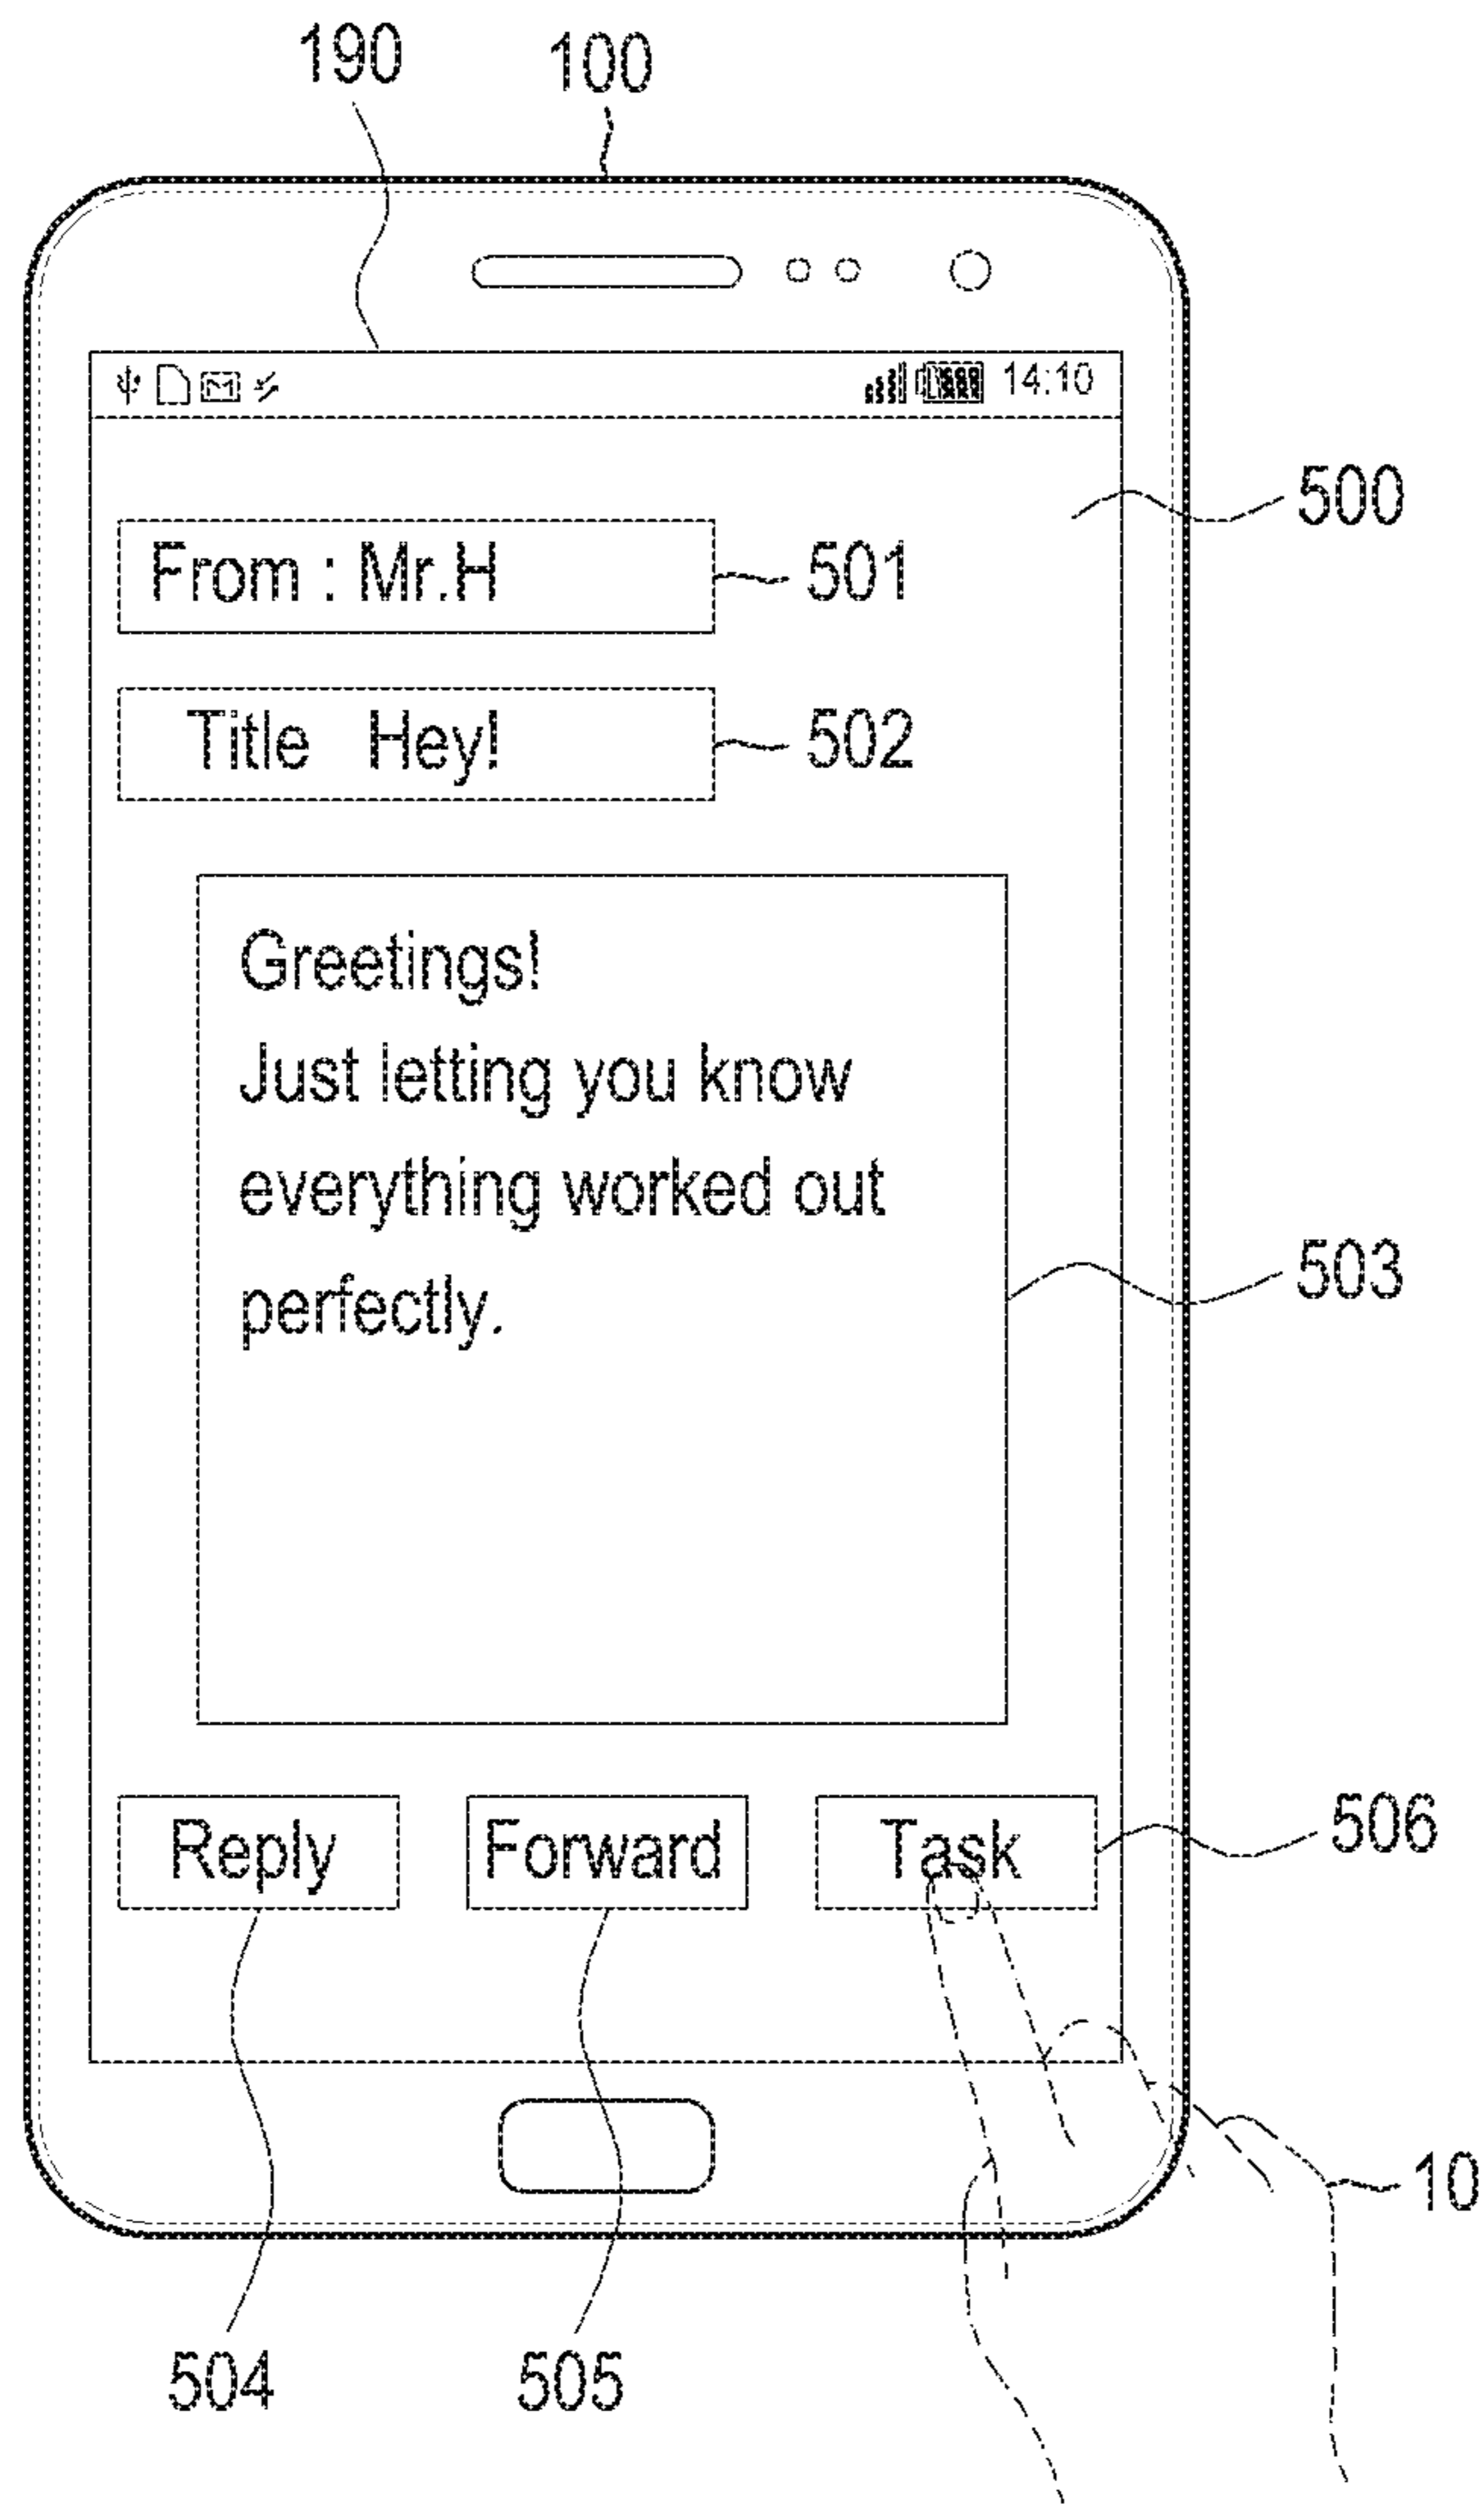 190 100
14:10
500
From : Mr.H 501
Title Hey! 502
Greetings!
Just letting you know
everything worked out
perfectly.
503
Reply Forward Task 506
10
504 505